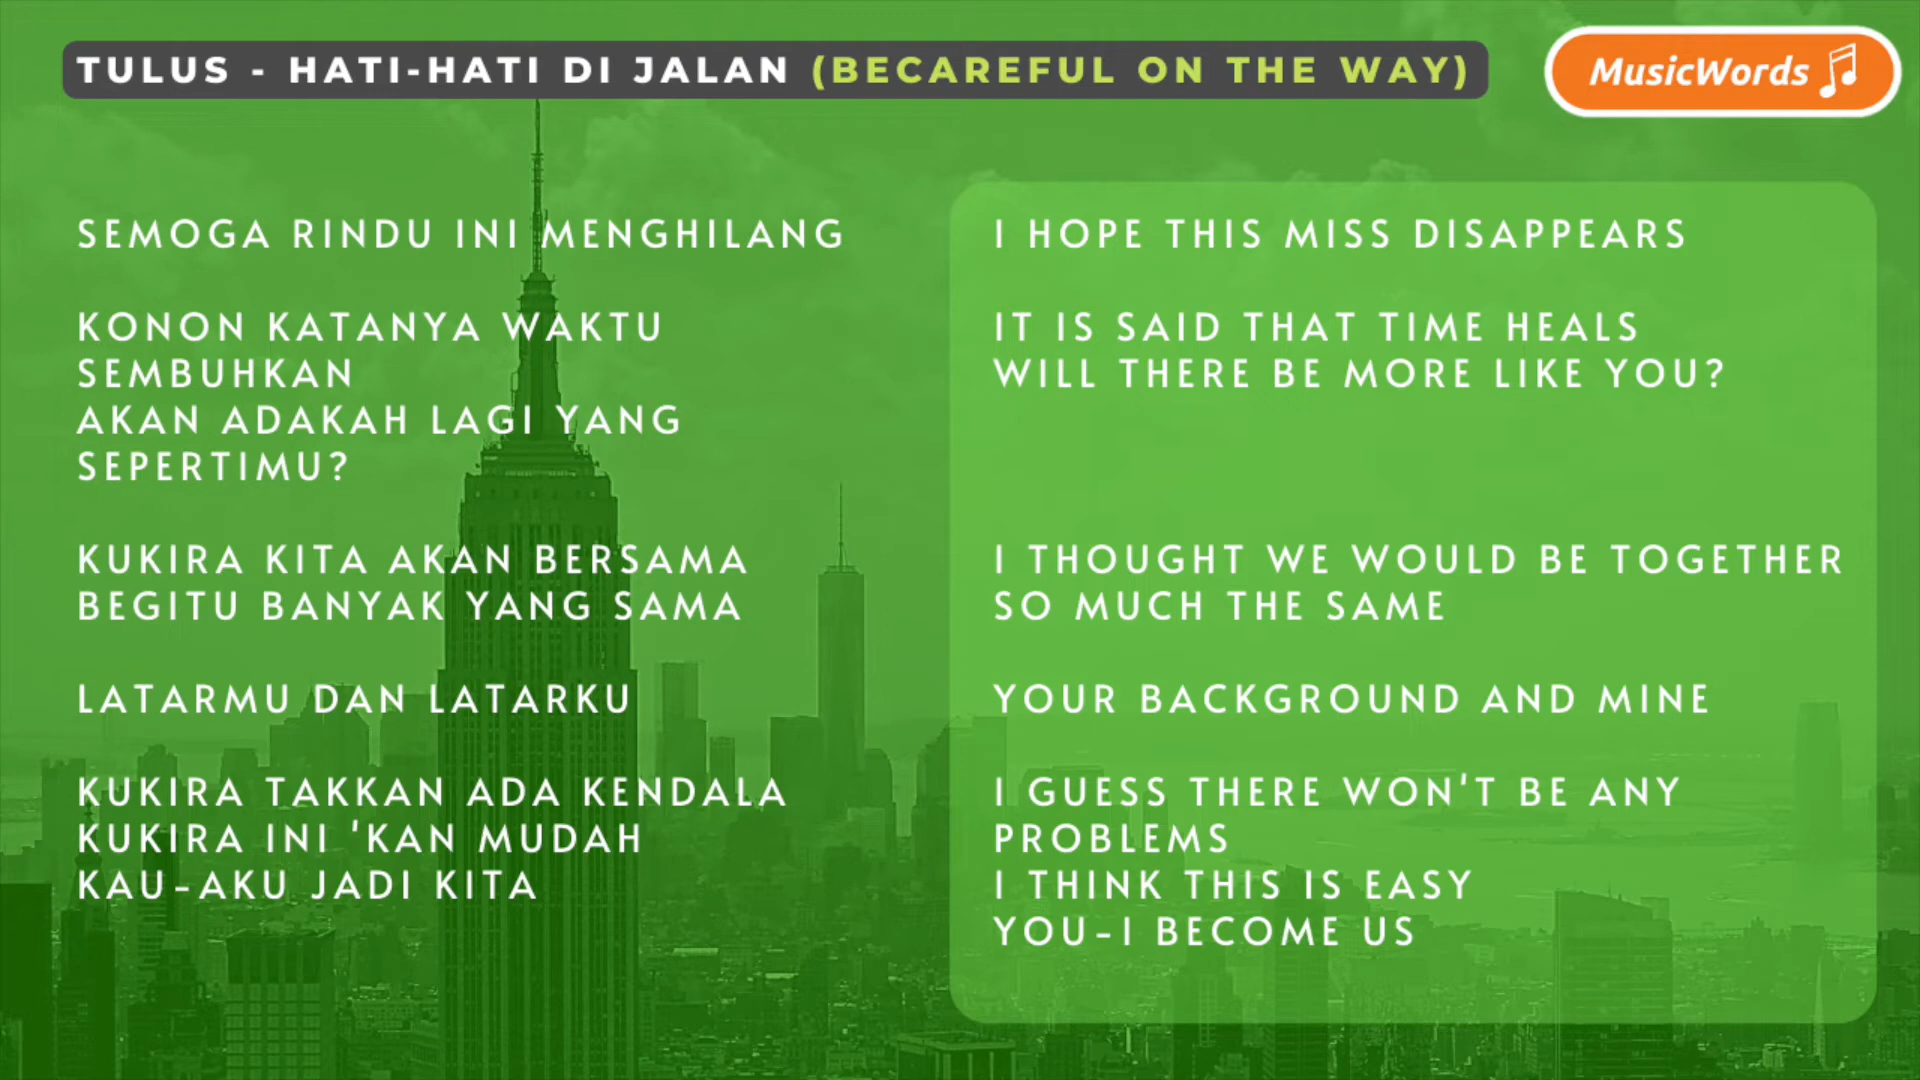 TULUS - HATI-HATI DI JALAN (BECAREFUL ON THE WAY)
MusicWords
SEMOGA RINDU INI MENGHILANG
KONON KATANYA WAKTU
SEMBUHKAN
AKAN ADAKAH LAGI YANG
SEPERTIMU?
KUKIRA KITA AKAN BERSAMA
BEGITU BANYAK YANG SAMA
LATARMU DAN LATARKU
KUKIRA TAKKAN ADA KENDALA
KUKIRA INI 'KAN MUDAH
KAU-AKU JADI KITA
I HOPE THIS MISS DISAPPEARS
IT IS SAID THAT TIME HEALS
WILL THERE BE MORE LIKE YOU?
I THOUGHT WE WOULD BE TOGETHER
SO MUCH THE SAME
YOUR BACKGROUND AND MINE
I GUESS THERE WON'T BE ANY
PROBLEMS
I THINK THIS IS EASY
YOU-I BECOME US